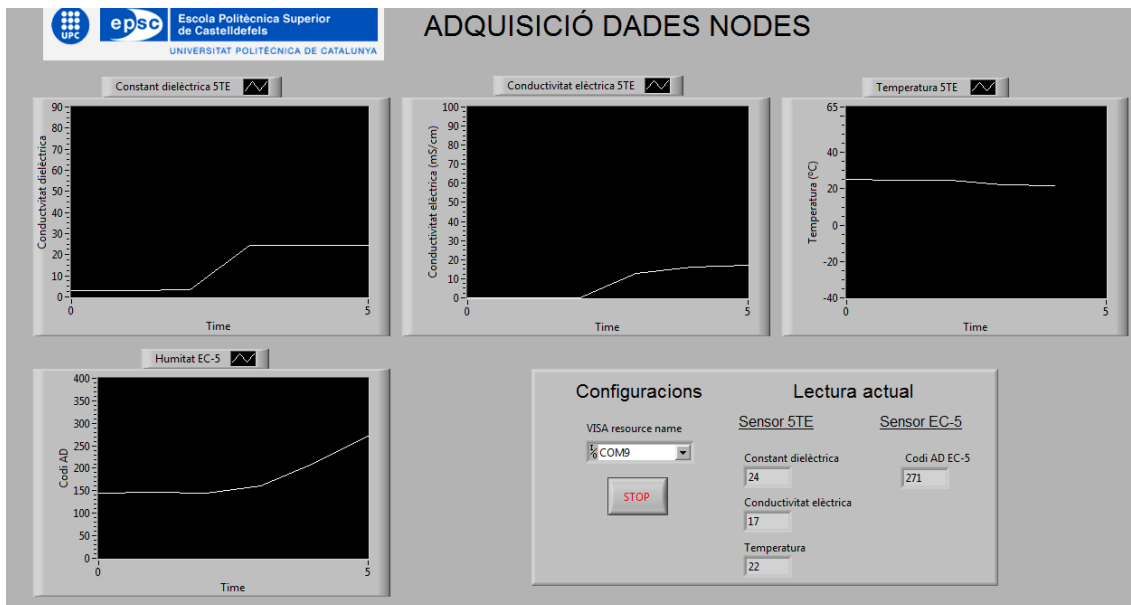 UPC
epsc
Escola Politècnica Superior
de Castelldefels
UNIVERSITAT POLITÈCNICA DE CATALUNYA
ADQUISICIÓ DADES NODES
Constant dielèctrica 5TE
Conductvitat dielèctrica
90
80
70
60
50
40
30
20
10
0
0
5
Time
Conductivitat elèctrica 5TE
Conductivitat elèctrica (mS/cm)
100
90
80
70
60
50
40
30
20
10
0
0
5
Time
Temperatura 5TE
Temperatura (ºC)
65
40
20
0
-20
-40
0
5
Time
Humitat EC-5
Codi AD
400
350
300
250
200
150
100
50
0
0
5
Time
Configuracions
VISA resource name
I/O COM9
STOP
Lectura actual
Sensor 5TE
Constant dielèctrica
24
Conductivitat elèctrica
17
Temperatura
22
Sensor EC-5
Codi AD EC-5
271